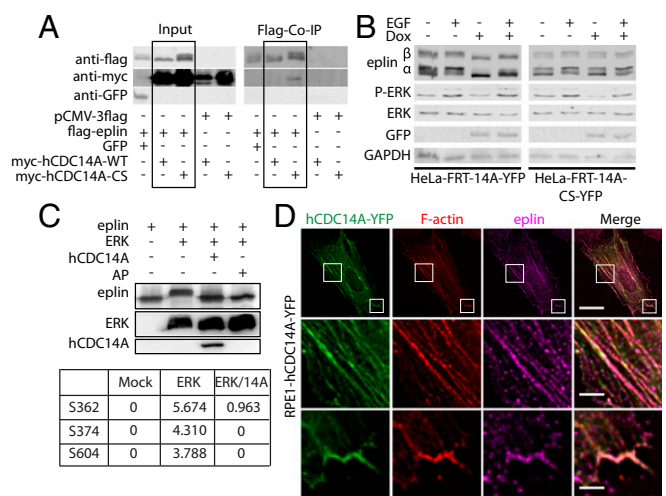 A
Input Flag-Co-IP
anti-flag
anti-myc
anti-GFP
pCMV-3flag - - - + + - - - + +
flag-eplin + + + - - + + + - -
GFP + - - - - + - - - -
myc-hCDC14A-WT - + - + - - + - + -
myc-hCDC14A-CS - - + - + - - + - +
B
EGF - + - + - + - +
Dox - - + + - - + +
eplin β
α
P-ERK
ERK
GFP
GAPDH
HeLa-FRT-14A-YFP HeLa-FRT-14A-
CS-YFP
C
eplin + + + +
ERK - + + +
hCDC14A - - + -
AP - - - +
eplin
ERK
hCDC14A
Mock ERK ERK/14A
S362 0 5.674 0.963
S374 0 4.310 0
S604 0 3.788 0
D
hCDC14A-YFP F-actin eplin Merge
RPE1-hCDC14A-YFP